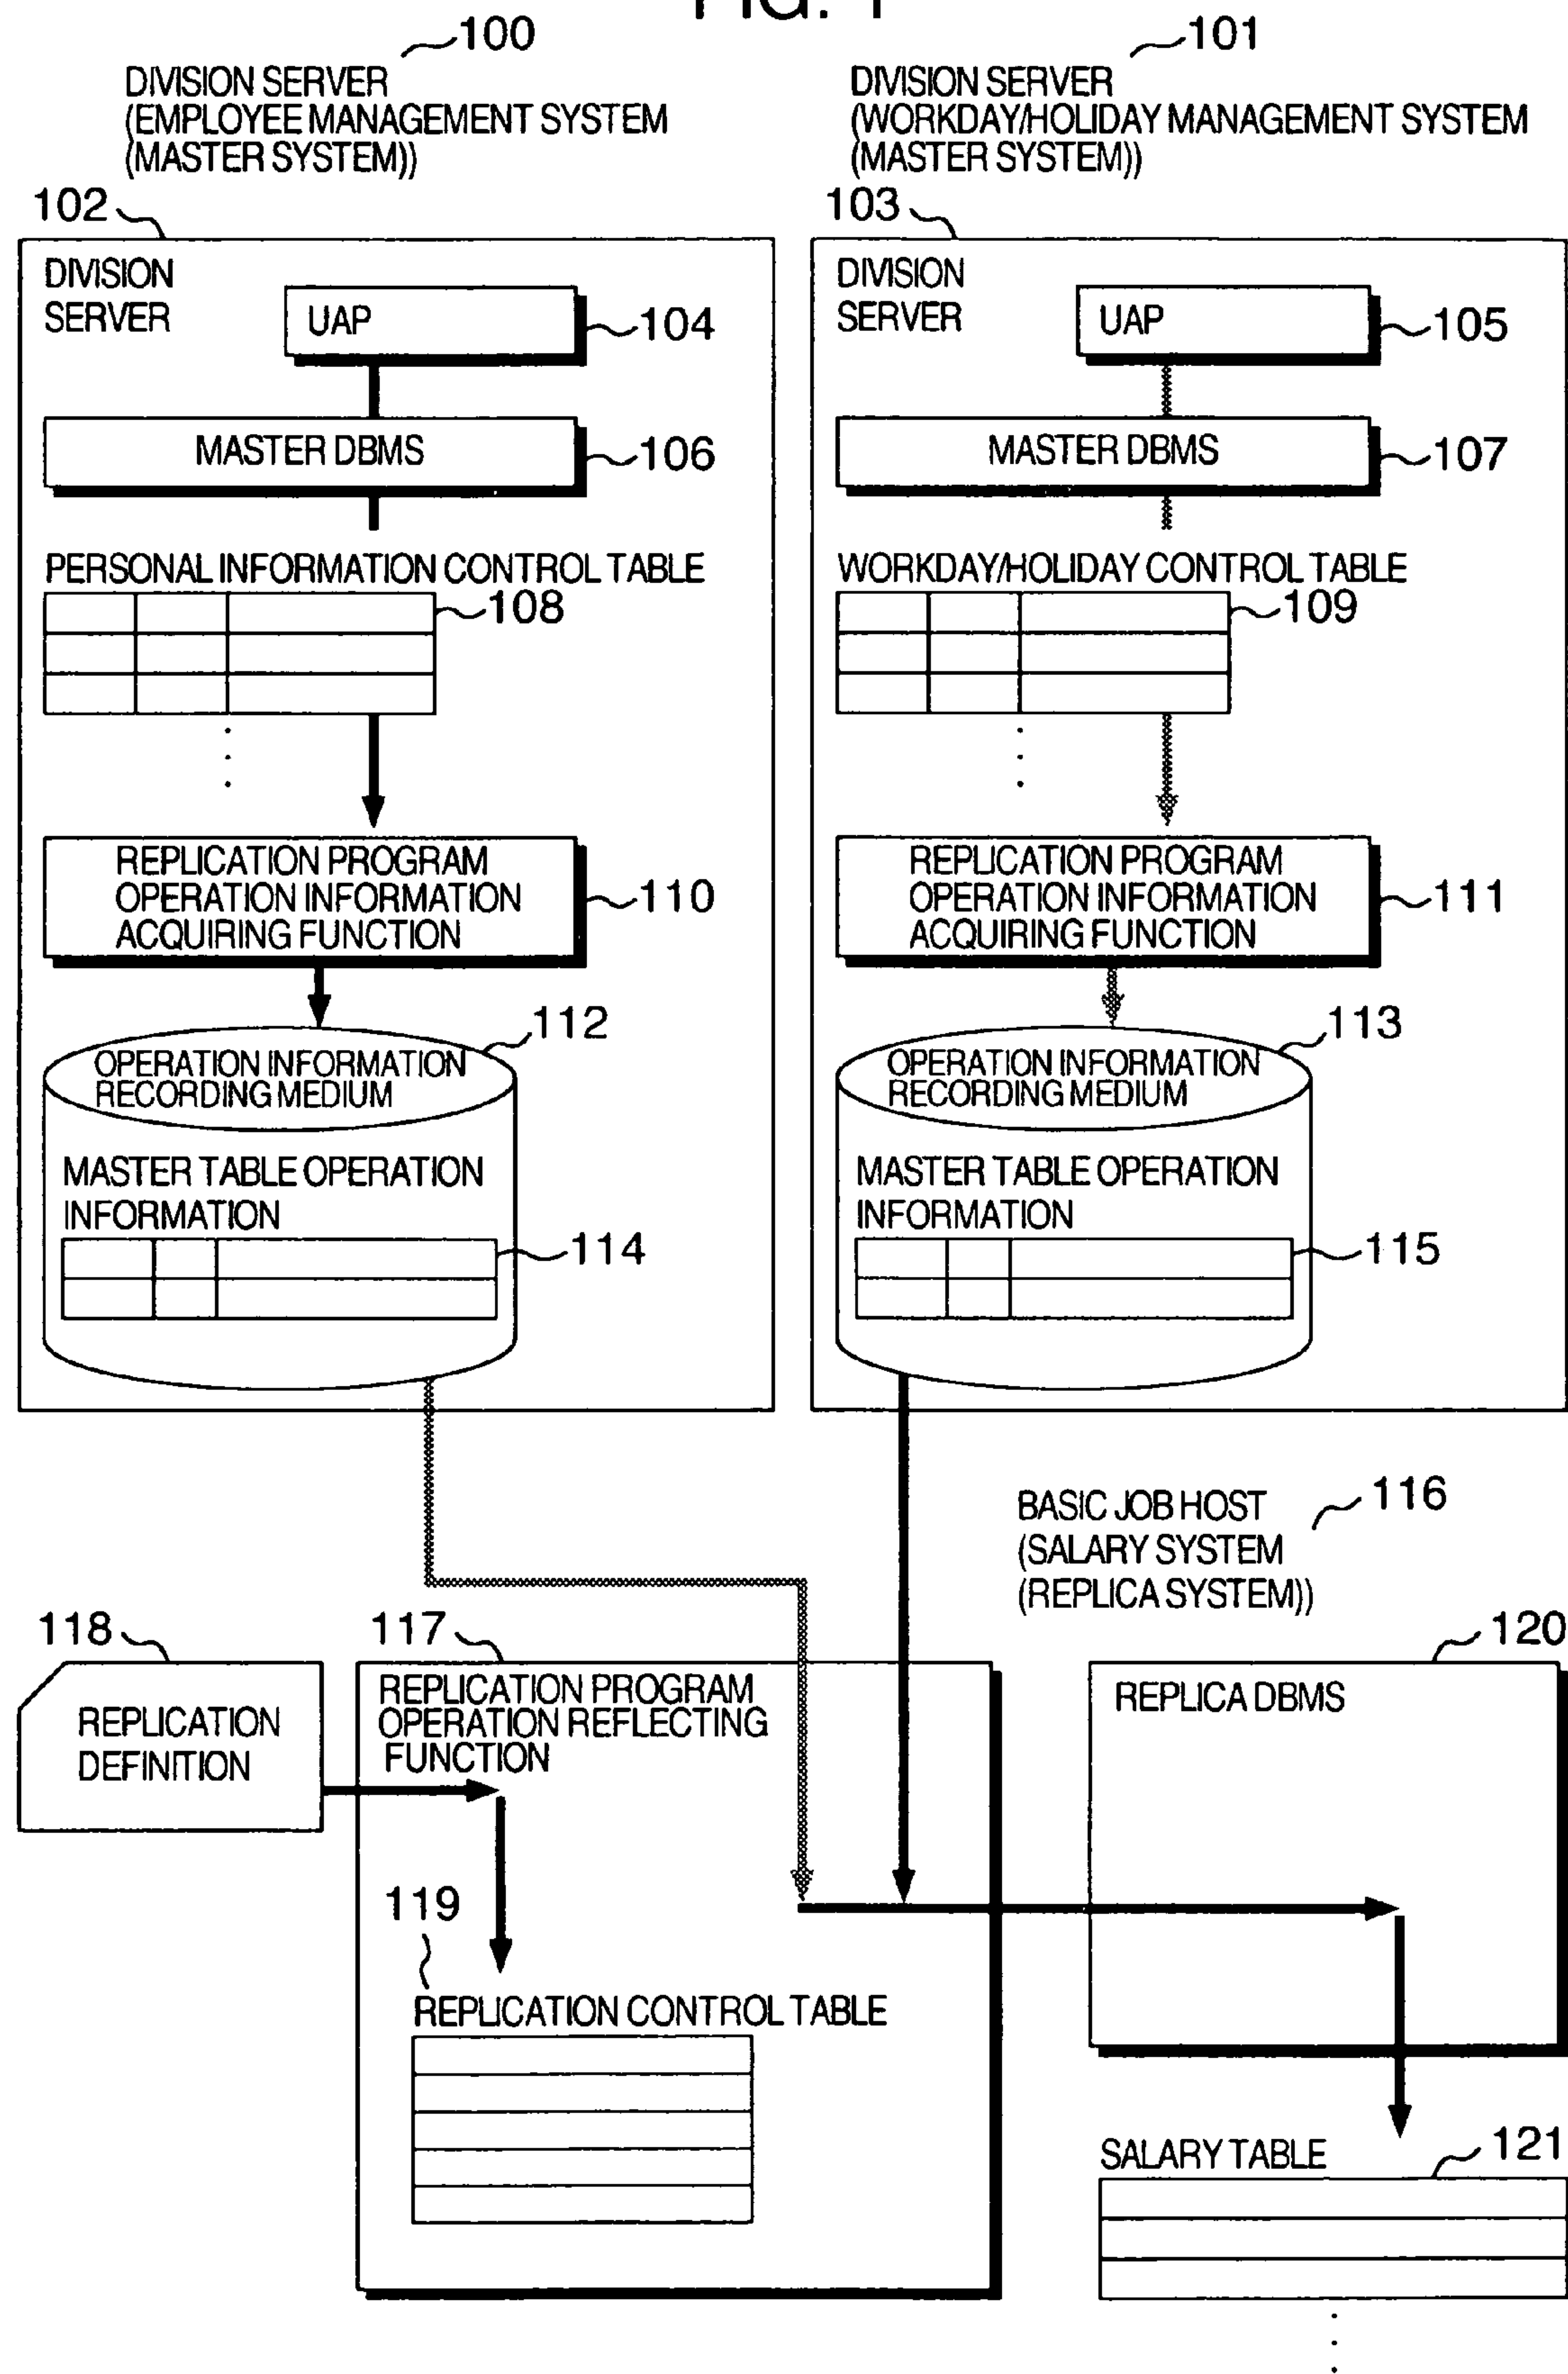 FIG. 1
100
DIVISION SERVER
(EMPLOYEE MANAGEMENT SYSTEM
(MASTER SYSTEM))
101
DIVISION SERVER
(WORKDAY/HOLIDAY MANAGEMENT SYSTEM
(MASTER SYSTEM))
102
DIVISION
SERVER
UAP
104
MASTER DBMS
106
PERSONAL INFORMATION CONTROL TABLE
108
REPLICATION PROGRAM
OPERATION INFORMATION
ACQUIRING FUNCTION
110
112
OPERATION INFORMATION
RECORDING MEDIUM
MASTER TABLE OPERATION
INFORMATION
114
103
DIVISION
SERVER
UAP
105
MASTER DBMS
107
WORKDAY/HOLIDAY CONTROL TABLE
109
REPLICATION PROGRAM
OPERATION INFORMATION
ACQUIRING FUNCTION
111
113
OPERATION INFORMATION
RECORDING MEDIUM
MASTER TABLE OPERATION
INFORMATION
115
BASIC JOB HOST
(SALARY SYSTEM
(REPLICA SYSTEM))
116
118
REPLICATION
DEFINITION
117
REPLICATION PROGRAM
OPERATION REFLECTING
FUNCTION
119
REPLICATION CONTROL TABLE
120
REPLICA DBMS
SALARY TABLE
121